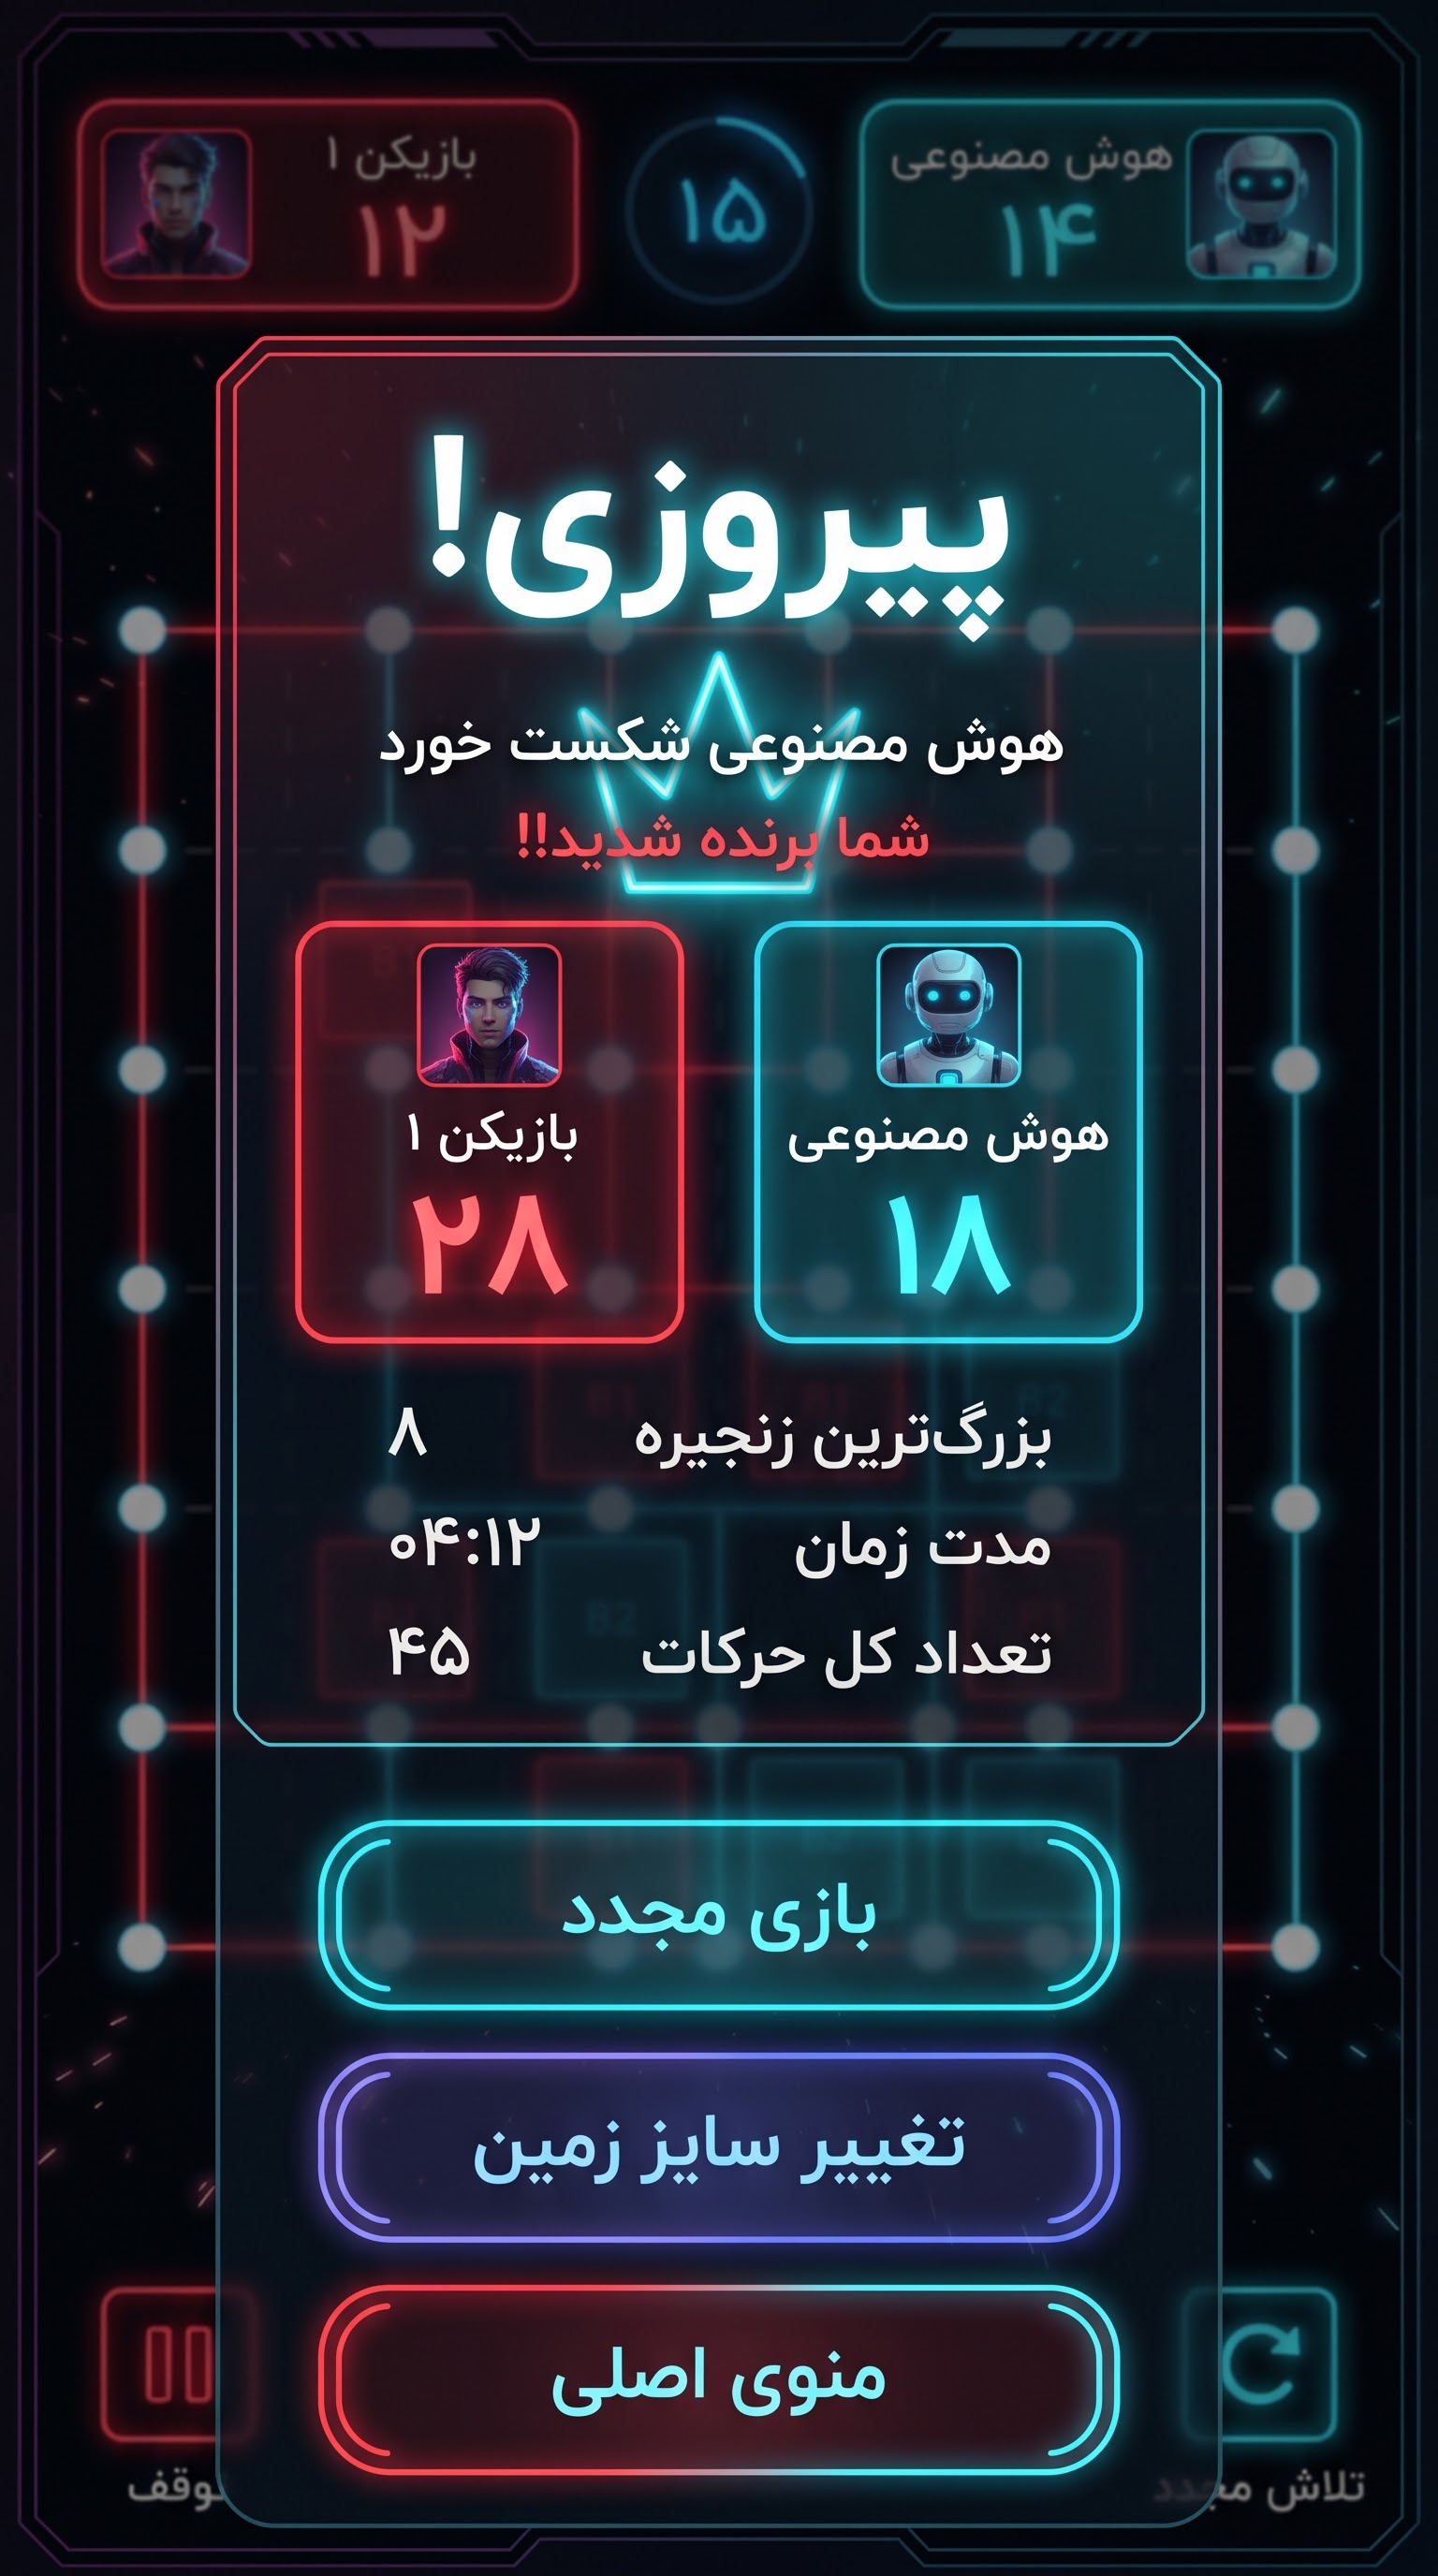 هوش مصنوعی
۱۴
۱۵
بازیکن ۱
۱۲
پیروزی!
هوش مصنوعی شکست خورد
شما برنده شدید!!
هوش مصنوعی
۱۸
بازیکن ۱
۲۸
بزرگ‌ترین زنجیره ۸
مدت زمان ۰۴:۱۲
تعداد کل حرکات ۴۵
B2
بازی مجدد
تغییر سایز زمین
منوی اصلی
تلاش مجدد